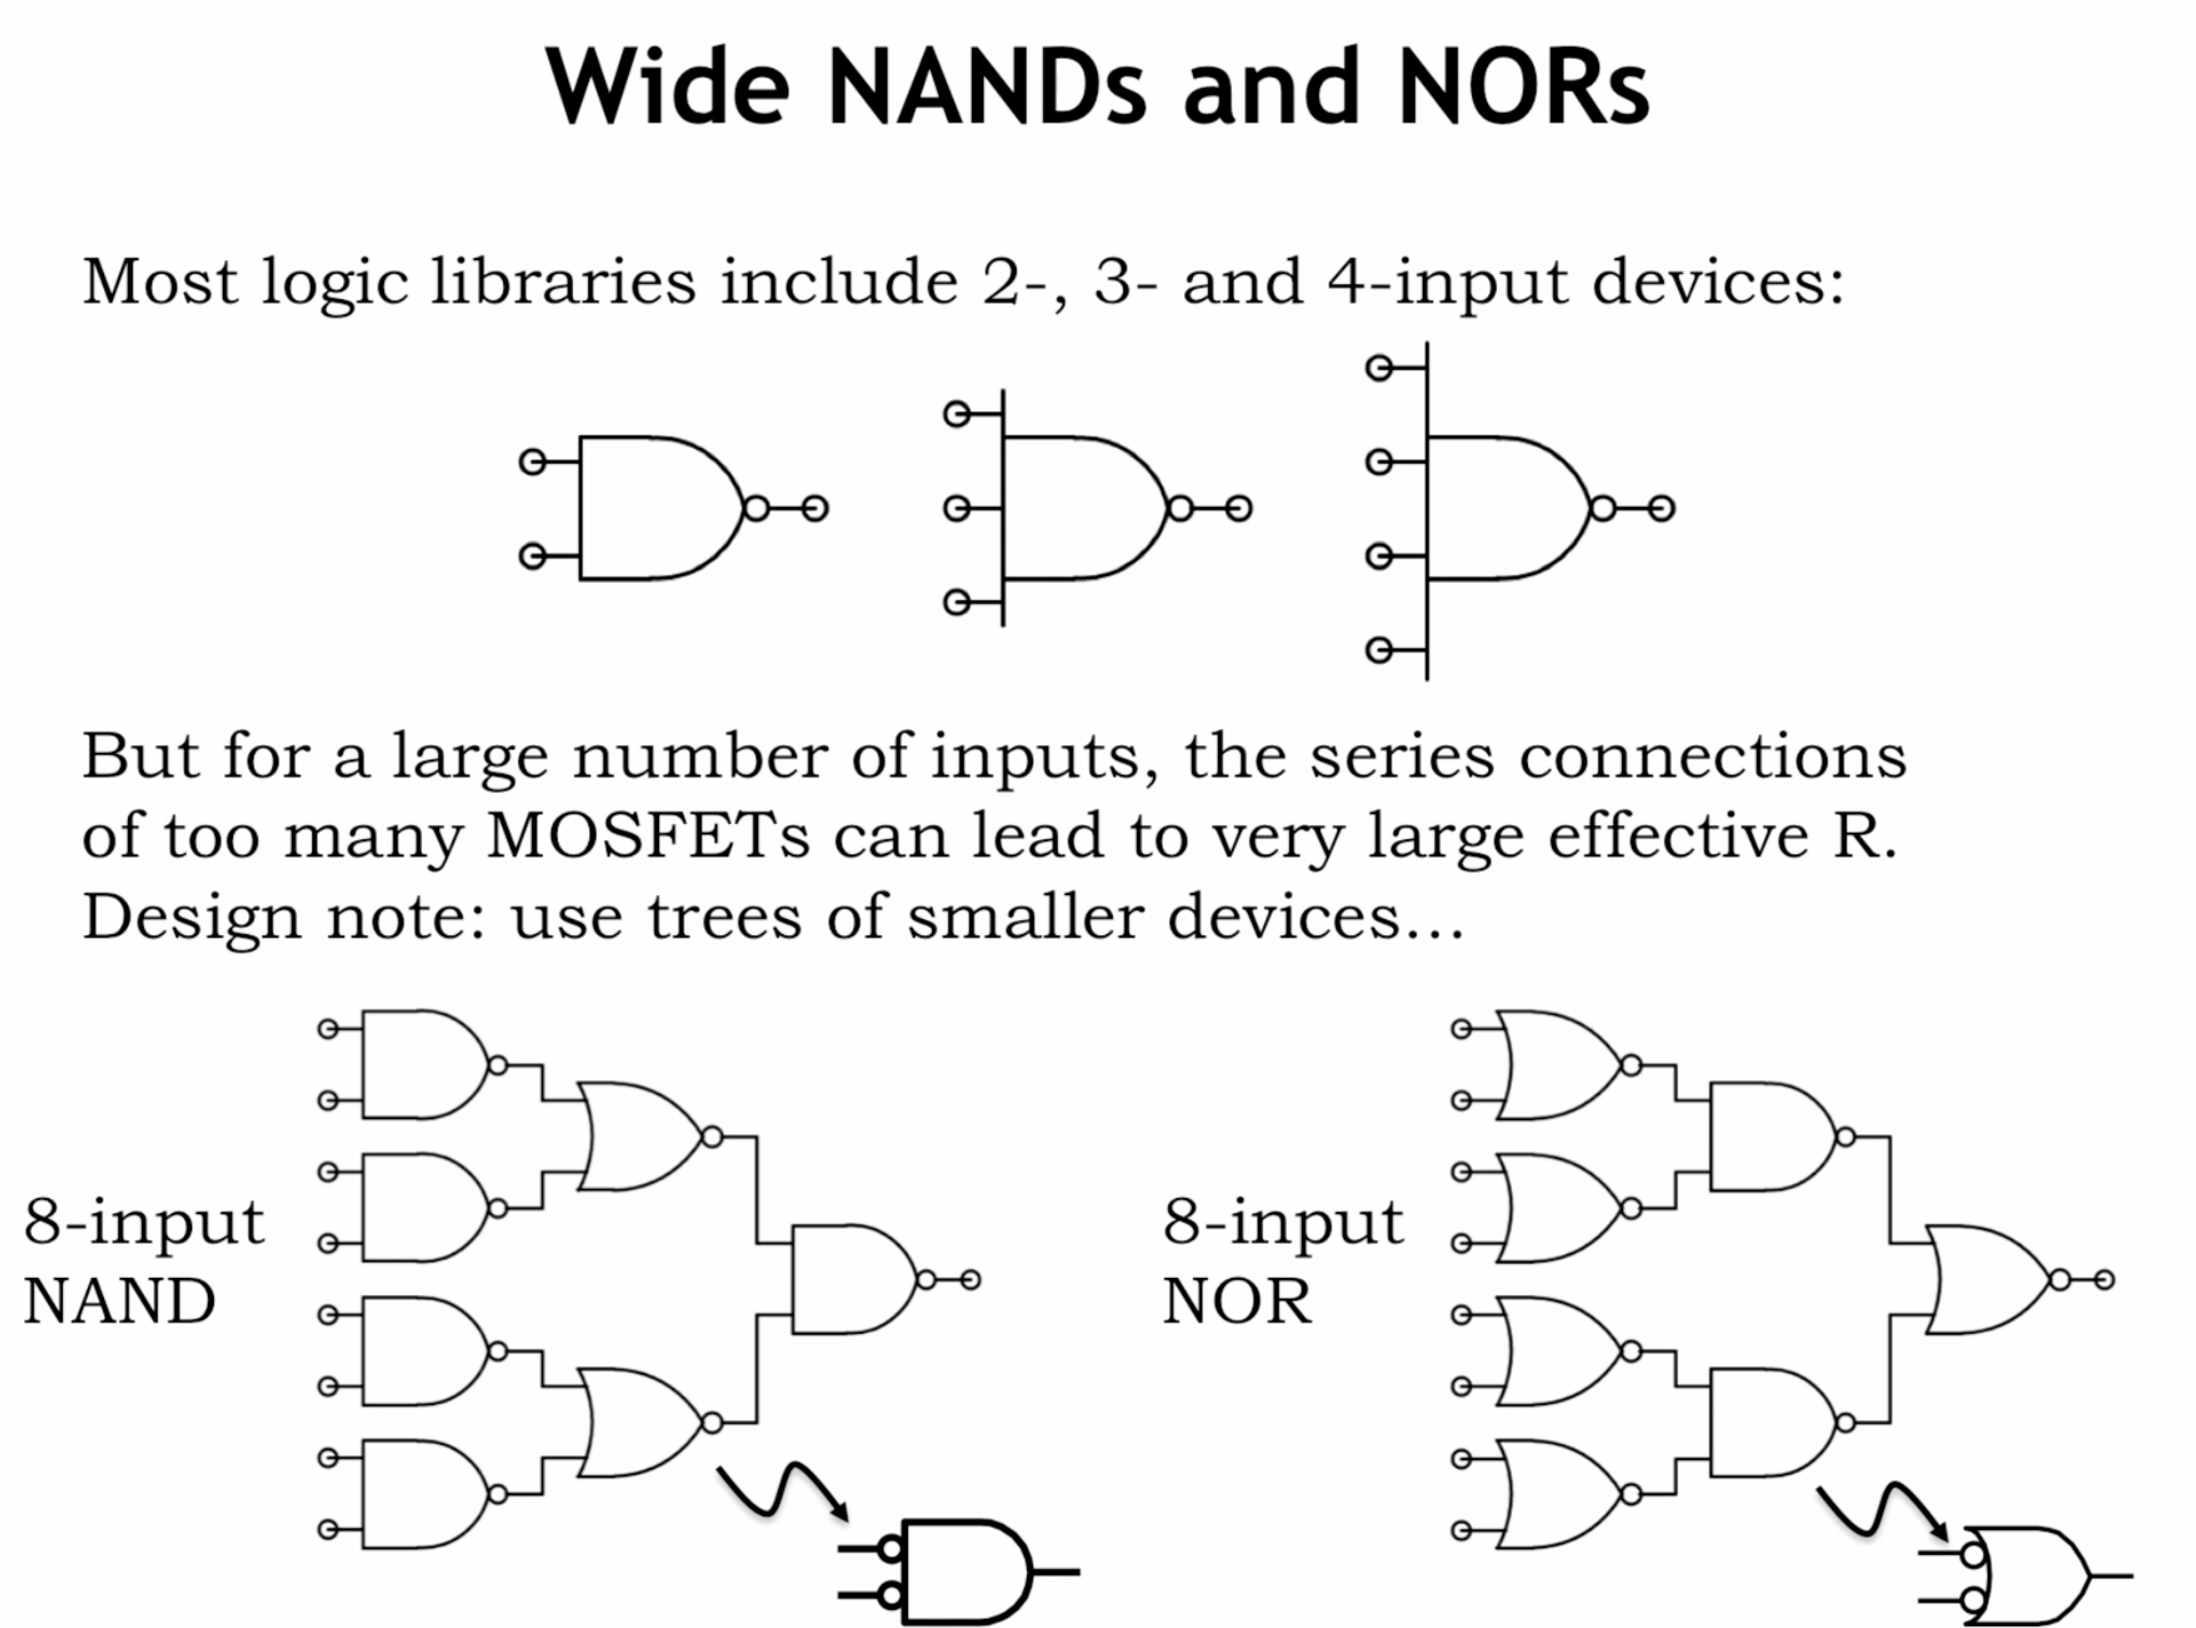 Wide NANDs and NORs
Most logic libraries include 2-, 3- and 4-input devices:
But for a large number of inputs, the series connections
of too many MOSFETs can lead to very large effective R.
Design note: use trees of smaller devices...
8-input
NAND
8-input
NOR